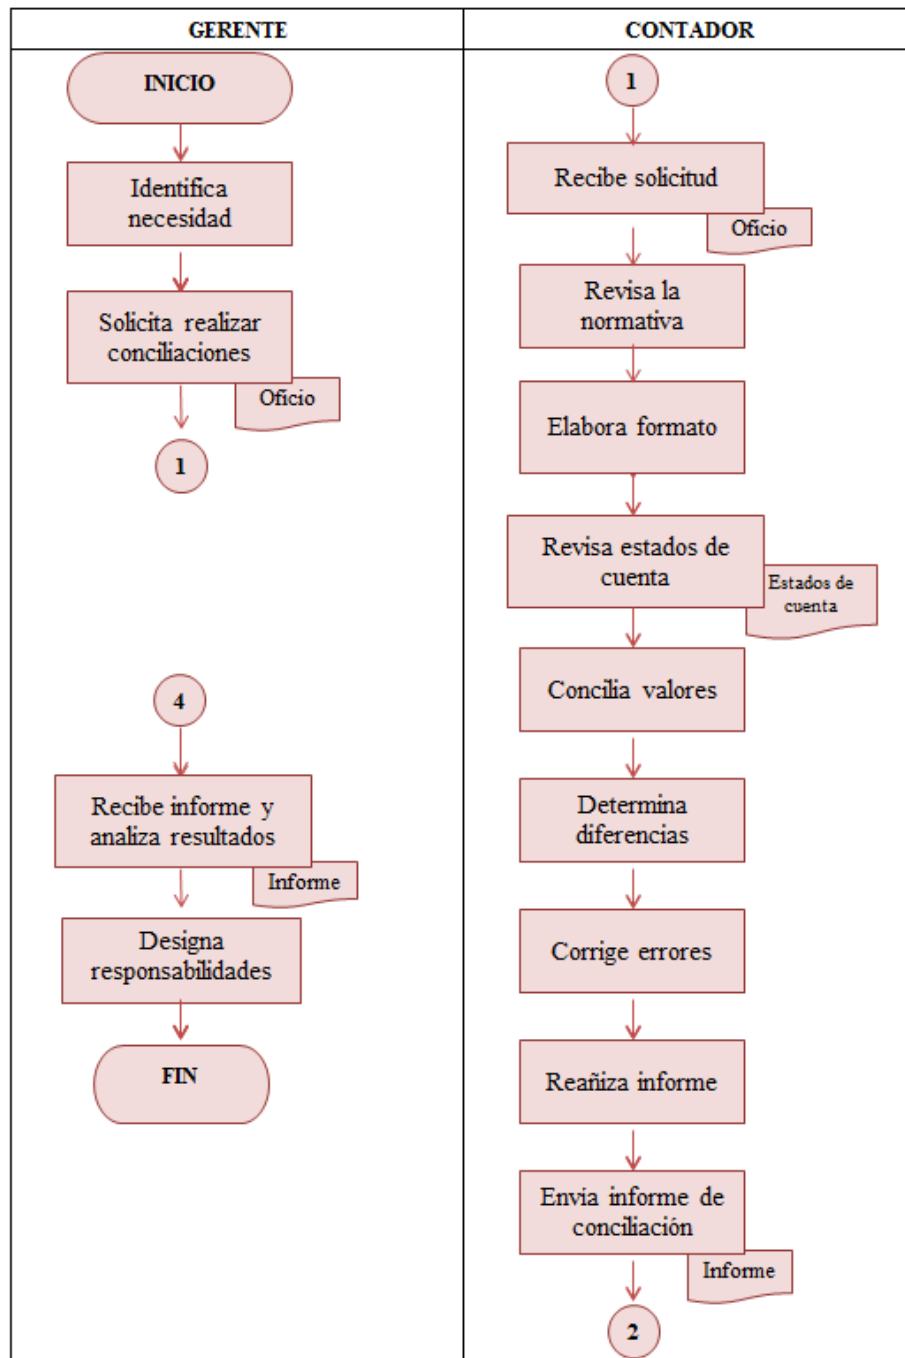 GERENTE
CONTADOR
INICIO
Identifica
necesidad
Solicita realizar
conciliaciones
Oficio
1
4
Recibe informe y
analiza resultados
Informe
Designa
responsabilidades
FIN
1
Recibe solicitud
Oficio
Revisa la
normativa
Elabora formato
Revisa estados de
cuenta
Estados de
cuenta
Concilia valores
Determina
diferencias
Corrige errores
Reañiza informe
Envia informe de
conciliación
Informe
2